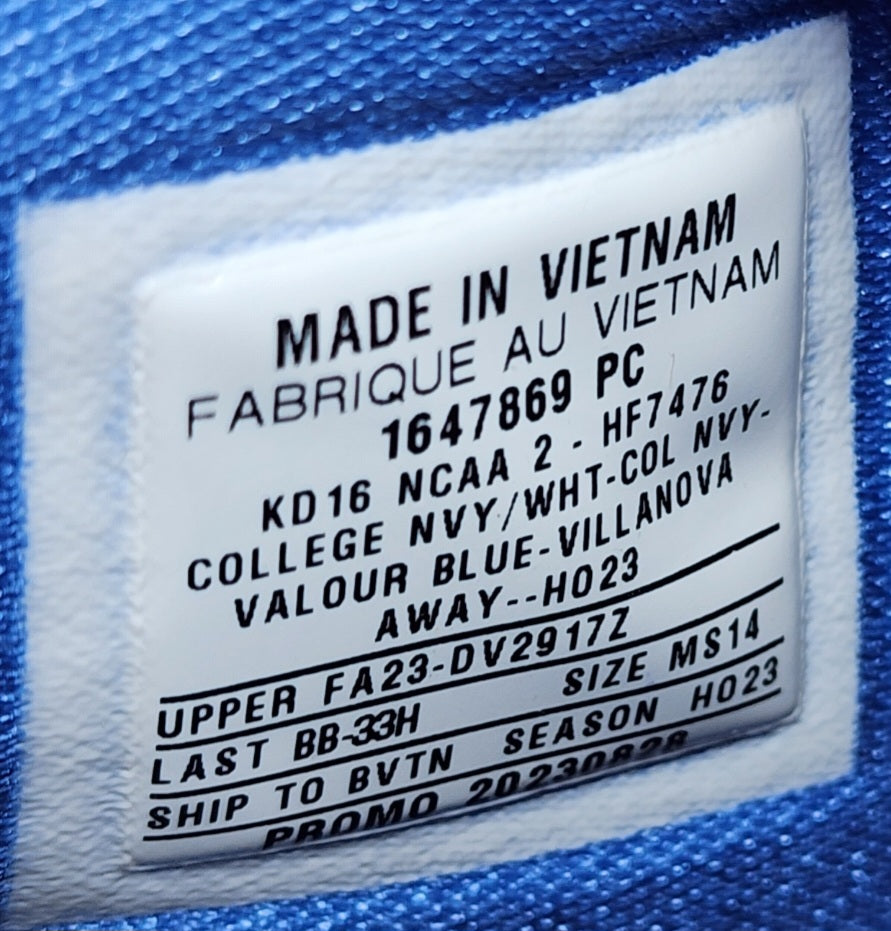 MADE IN VIETNAM
FABRIQUE AU VIETNAM
1647869 PC
KD16 NCAA 2 - HF7476
COLLEGE NVY/WHT-COL NVY-
VALOUR BLUE-VILLANOVA
AWAY--HO23
UPPER FA23-DV2917Z
LAST BB-33H SIZE MS14
SHIP TO BVTN SEASON HO23
PROMO 20230828